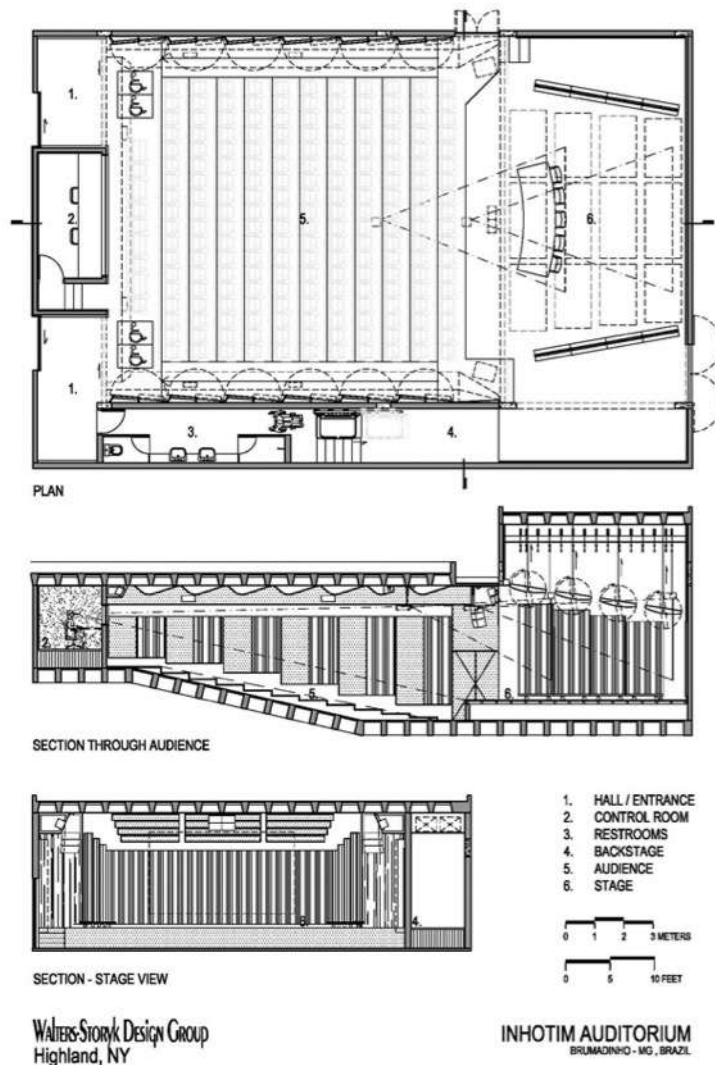 1.
2.
5.
6.
1.
3.
4.
PLAN
2.
5.
6.
SECTION THROUGH AUDIENCE
1. HALL / ENTRANCE
2. CONTROL ROOM
3. RESTROOMS
4. BACKSTAGE
5. AUDIENCE
6. STAGE
6.
4.
0 1 2 3 METERS
0 5 10 FEET
SECTION - STAGE VIEW
WALTERS-STORYK DESIGN GROUP
Highland, NY
INHOTIM AUDITORIUM
BRUMADINHO - MG , BRAZIL